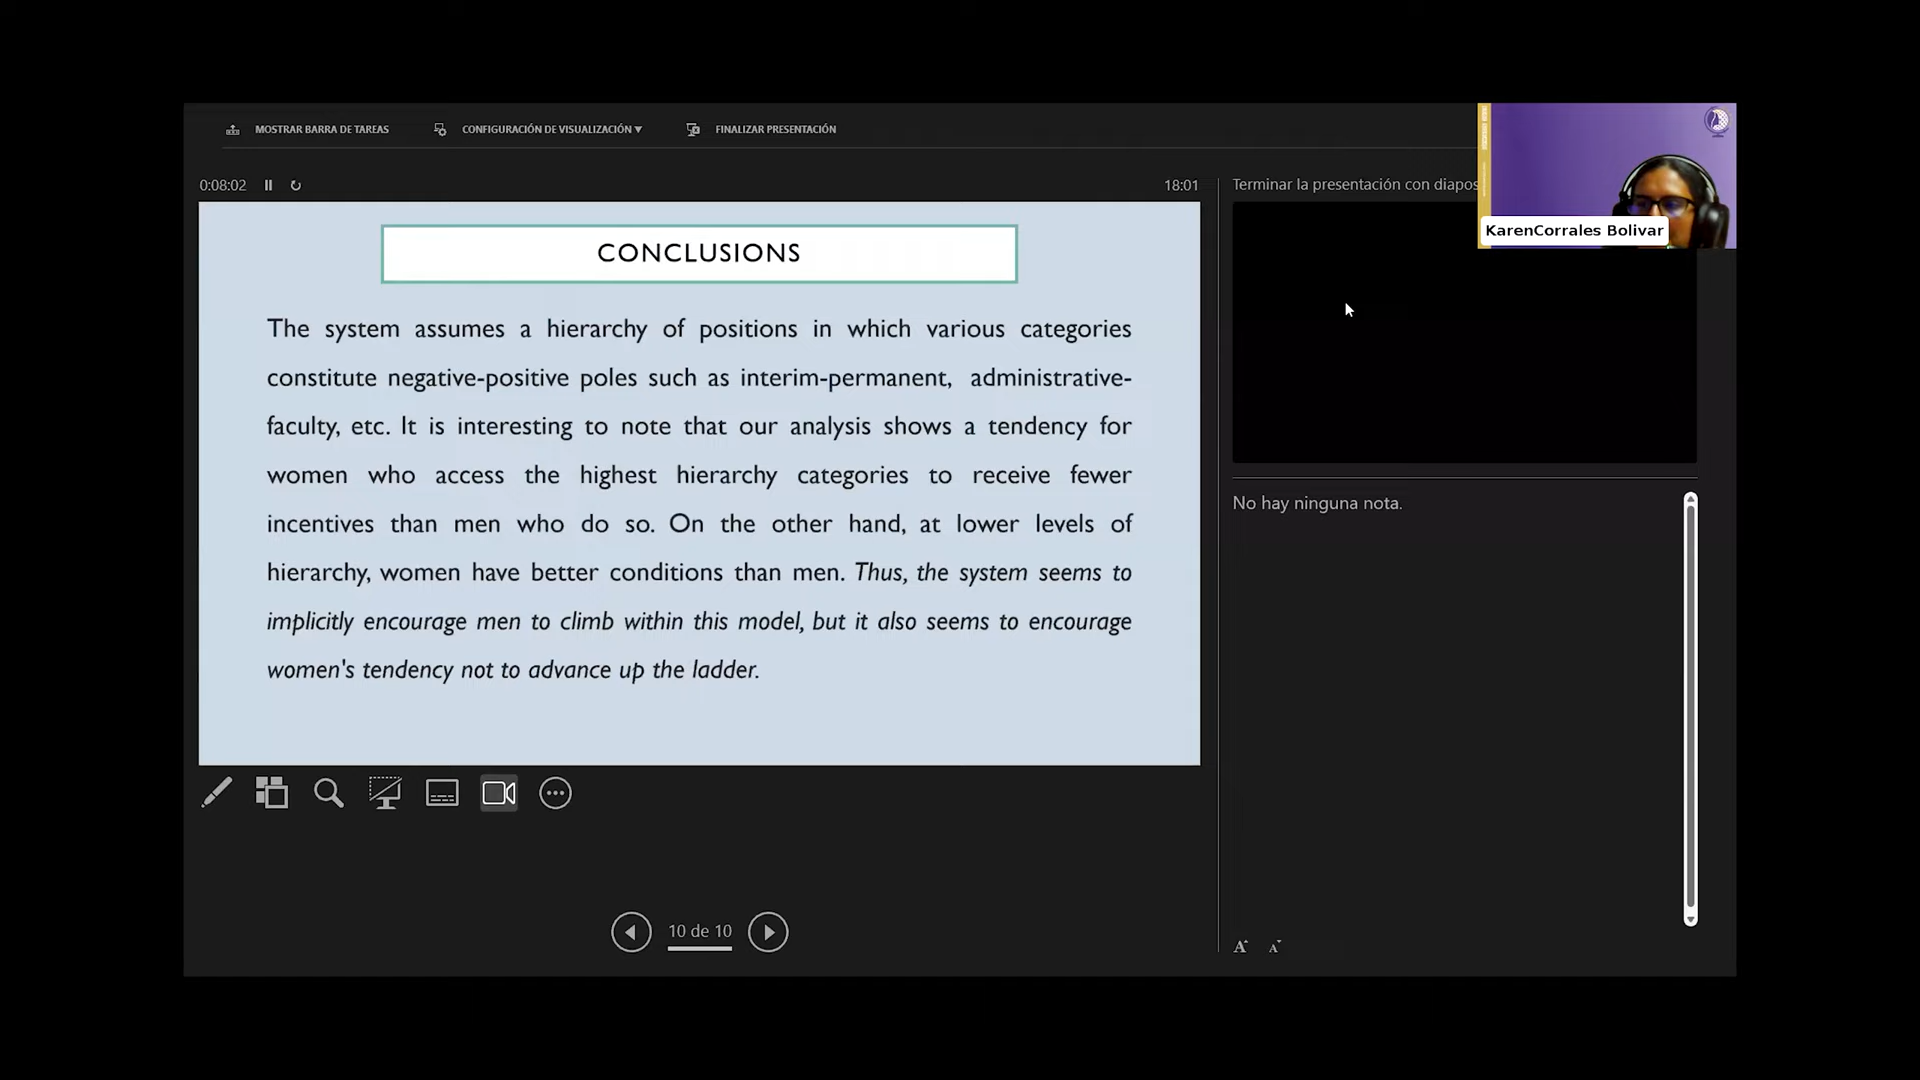 MOSTRAR BARRA DE TAREAS CONFIGURACIÓN DE VISUALIZACIÓN ▾ FINALIZAR PRESENTACIÓN
0:08:02 18:01
Terminar la presentación con diapos
KarenCorrales Bolivar
CONCLUSIONS
The system assumes a hierarchy of positions in which various categories
constitute negative-positive poles such as interim-permanent, administrative-
faculty, etc. It is interesting to note that our analysis shows a tendency for
women who access the highest hierarchy categories to receive fewer
incentives than men who do so. On the other hand, at lower levels of
hierarchy, women have better conditions than men. Thus, the system seems to
implicitly encourage men to climb within this model, but it also seems to encourage
women's tendency not to advance up the ladder.
No hay ninguna nota.
10 de 10
A A